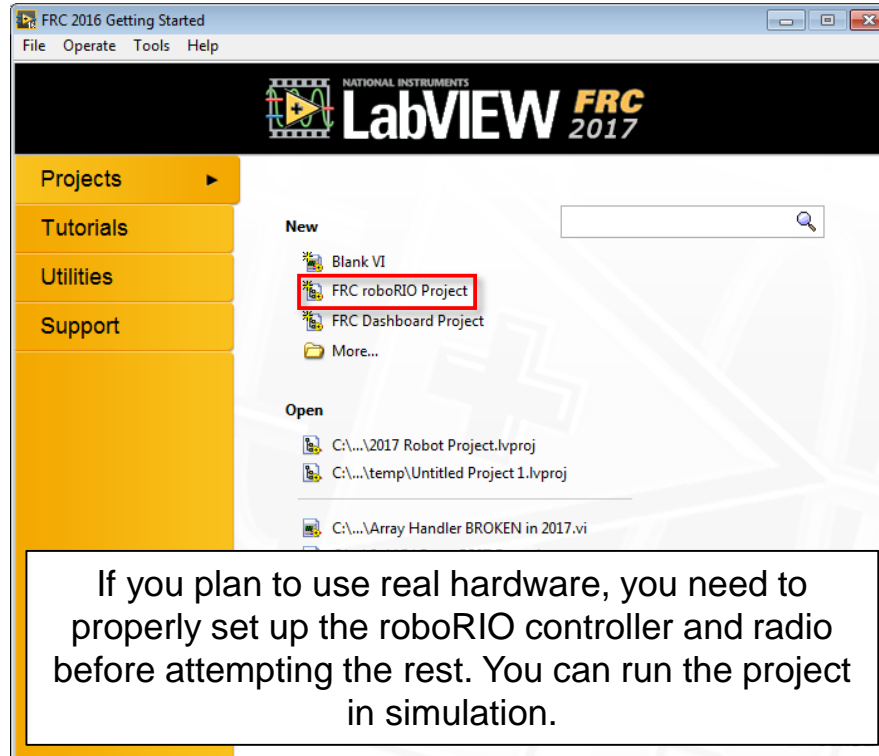 FRC 2016 Getting Started
File Operate Tools Help
NATIONAL INSTRUMENTS
LabVIEW FRC 2017
Projects
Tutorials
Utilities
Support
New
Blank VI
FRC roboRIO Project
FRC Dashboard Project
More...
Open
C:\...\2017 Robot Project.lvproj
C:\...\temp\Untitled Project 1.lvproj
C:\...\Array Handler BROKEN in 2017.vi
If you plan to use real hardware, you need to
properly set up the roboRIO controller and radio
before attempting the rest. You can run the project
in simulation.